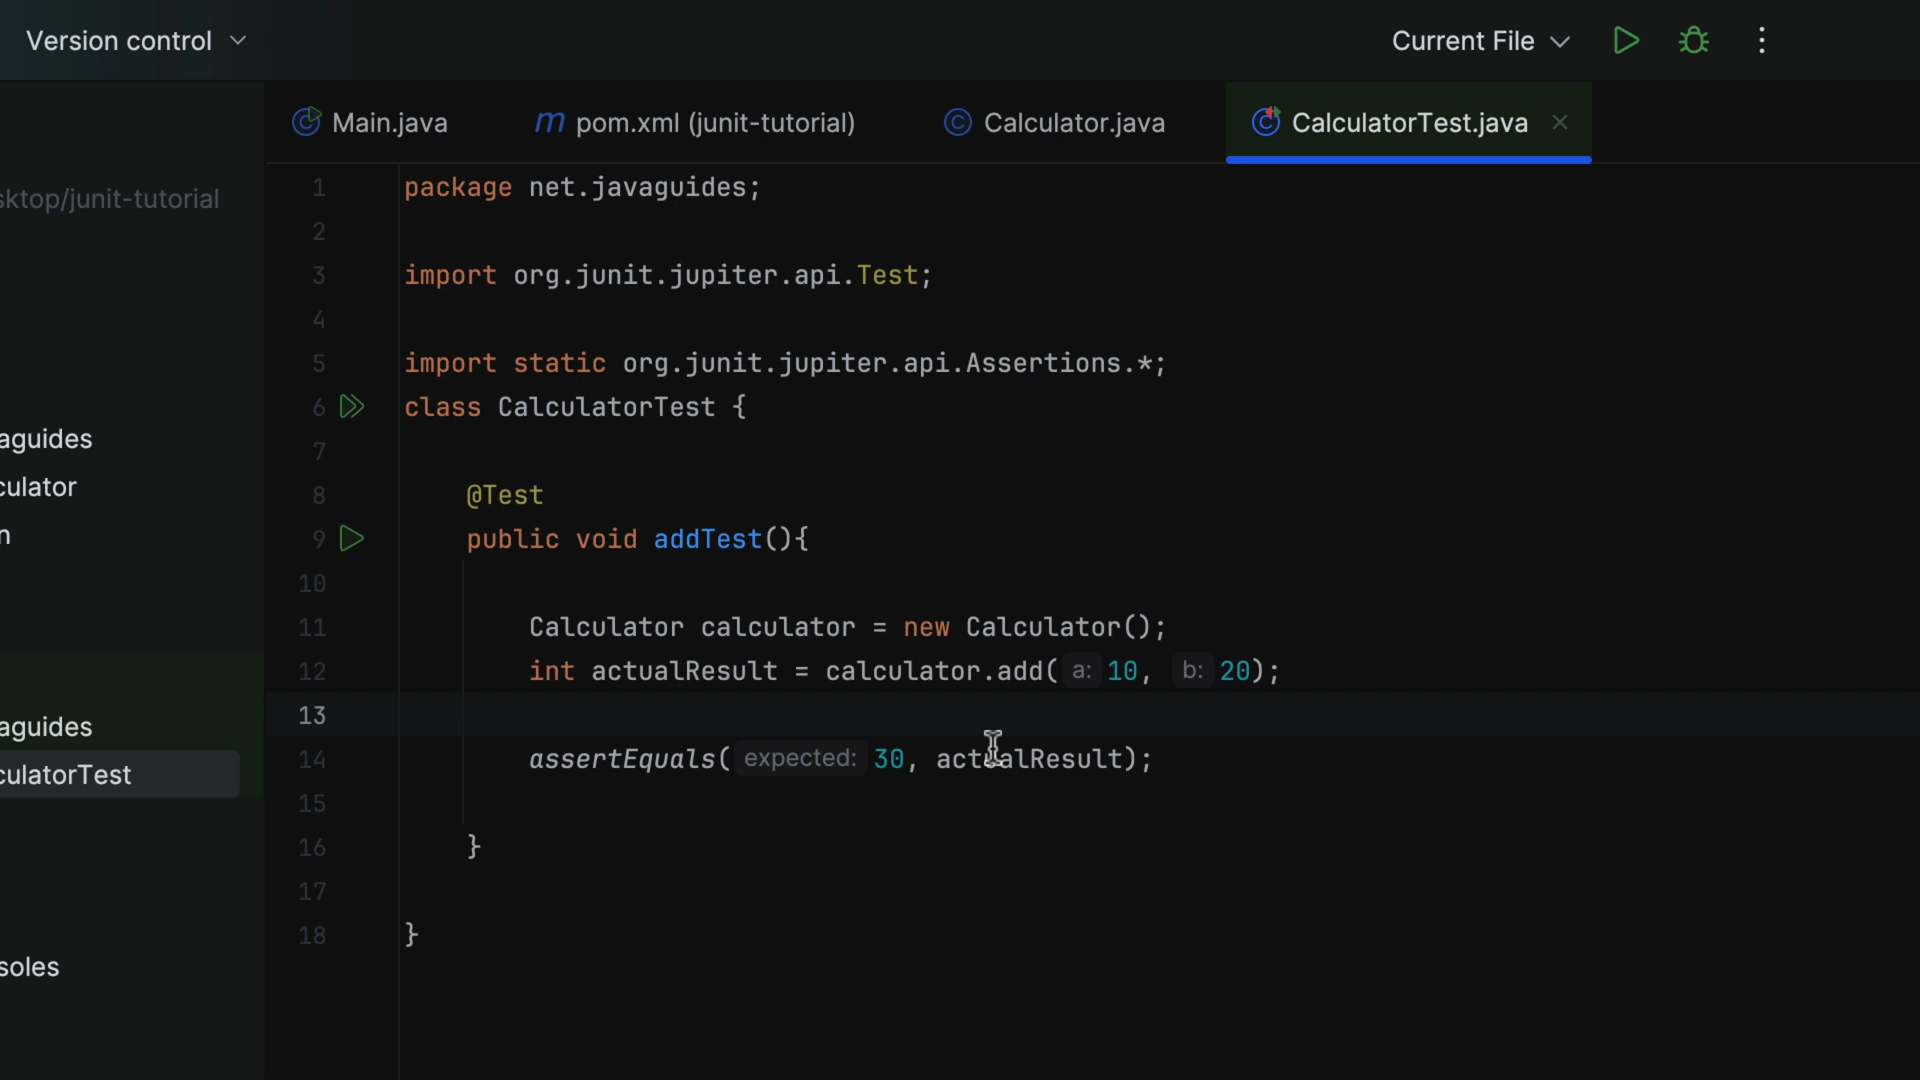 Version control
Current File
Main.java
m pom.xml (junit-tutorial)
Calculator.java
CalculatorTest.java
sktop/junit-tutorial
aguides
culator
n
aguides
culatorTest
soles
1 package net.javaguides;
2
3 import org.junit.jupiter.api.Test;
4
5 import static org.junit.jupiter.api.Assertions.*;
6 class CalculatorTest {
7
8 @Test
9 public void addTest(){
10
11 Calculator calculator = new Calculator();
12 int actualResult = calculator.add( a: 10, b: 20);
13
14 assertEquals( expected: 30, actualResult);
15
16 }
17
18 }